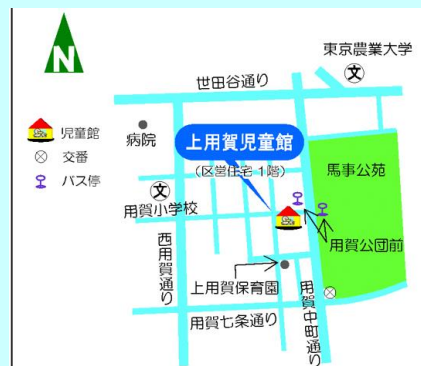 N
東京農業大学
文
世田谷通り
児童館
病院
上用賀児童館
交番
(区営住宅 1階)
馬事公苑
バス停
文
用賀小学校
用賀公団前
西用賀通り
上用賀保育園
用賀中町通り
用賀七条通り